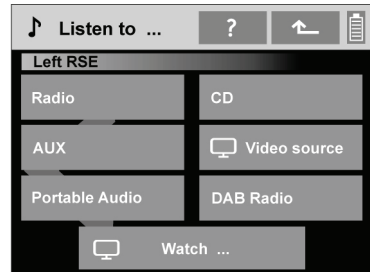 Listen to ... ?
Left RSE
Radio CD
AUX Video source
Portable Audio DAB Radio
Watch ...